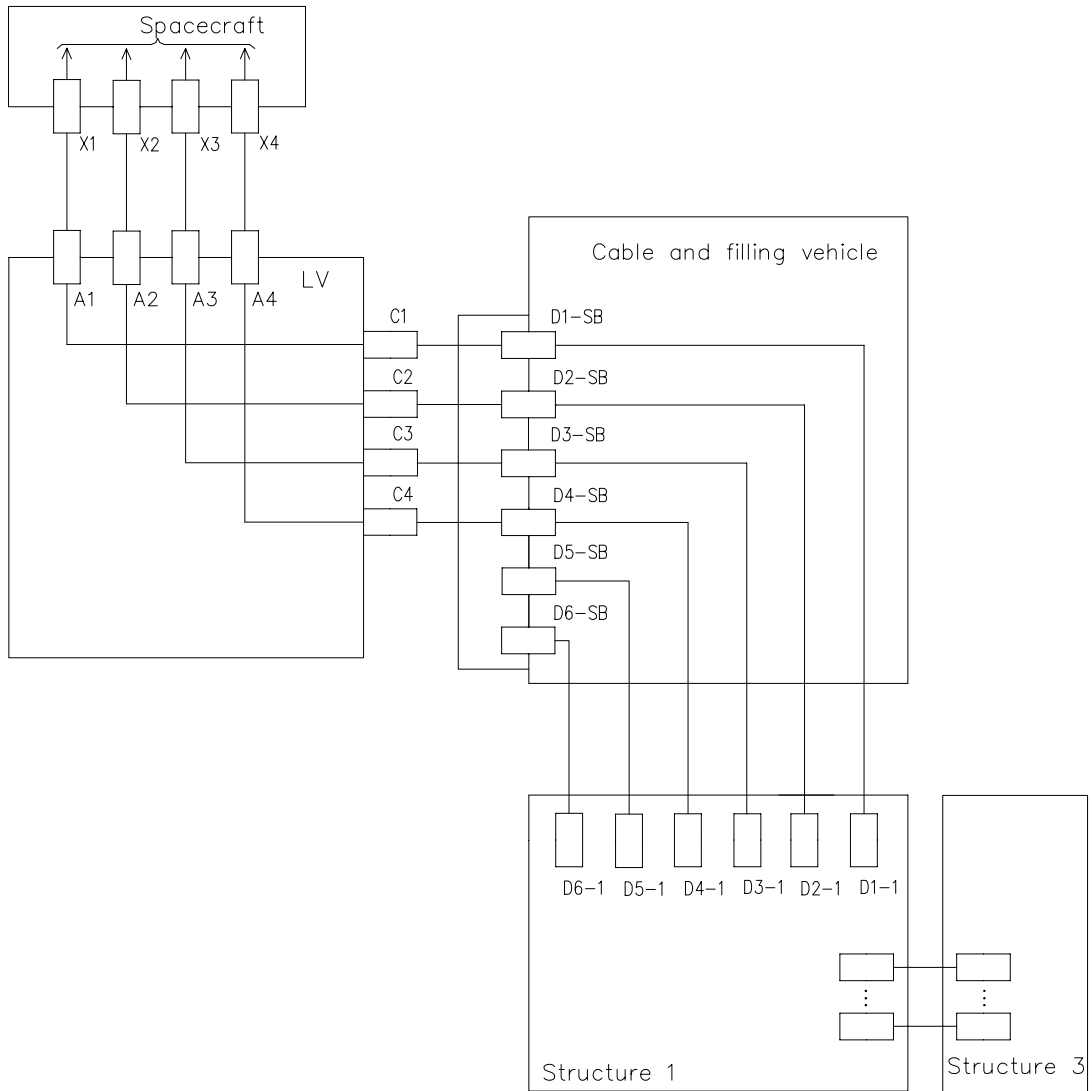 Spacecraft
X1 X2 X3 X4
Cable and filling vehicle
LV
A1 A2 A3 A4
C1
D1-SB
C2
D2-SB
C3
D3-SB
C4
D4-SB
D5-SB
D6-SB
D6-1 D5-1 D4-1 D3-1 D2-1 D1-1
Structure 1
Structure 3